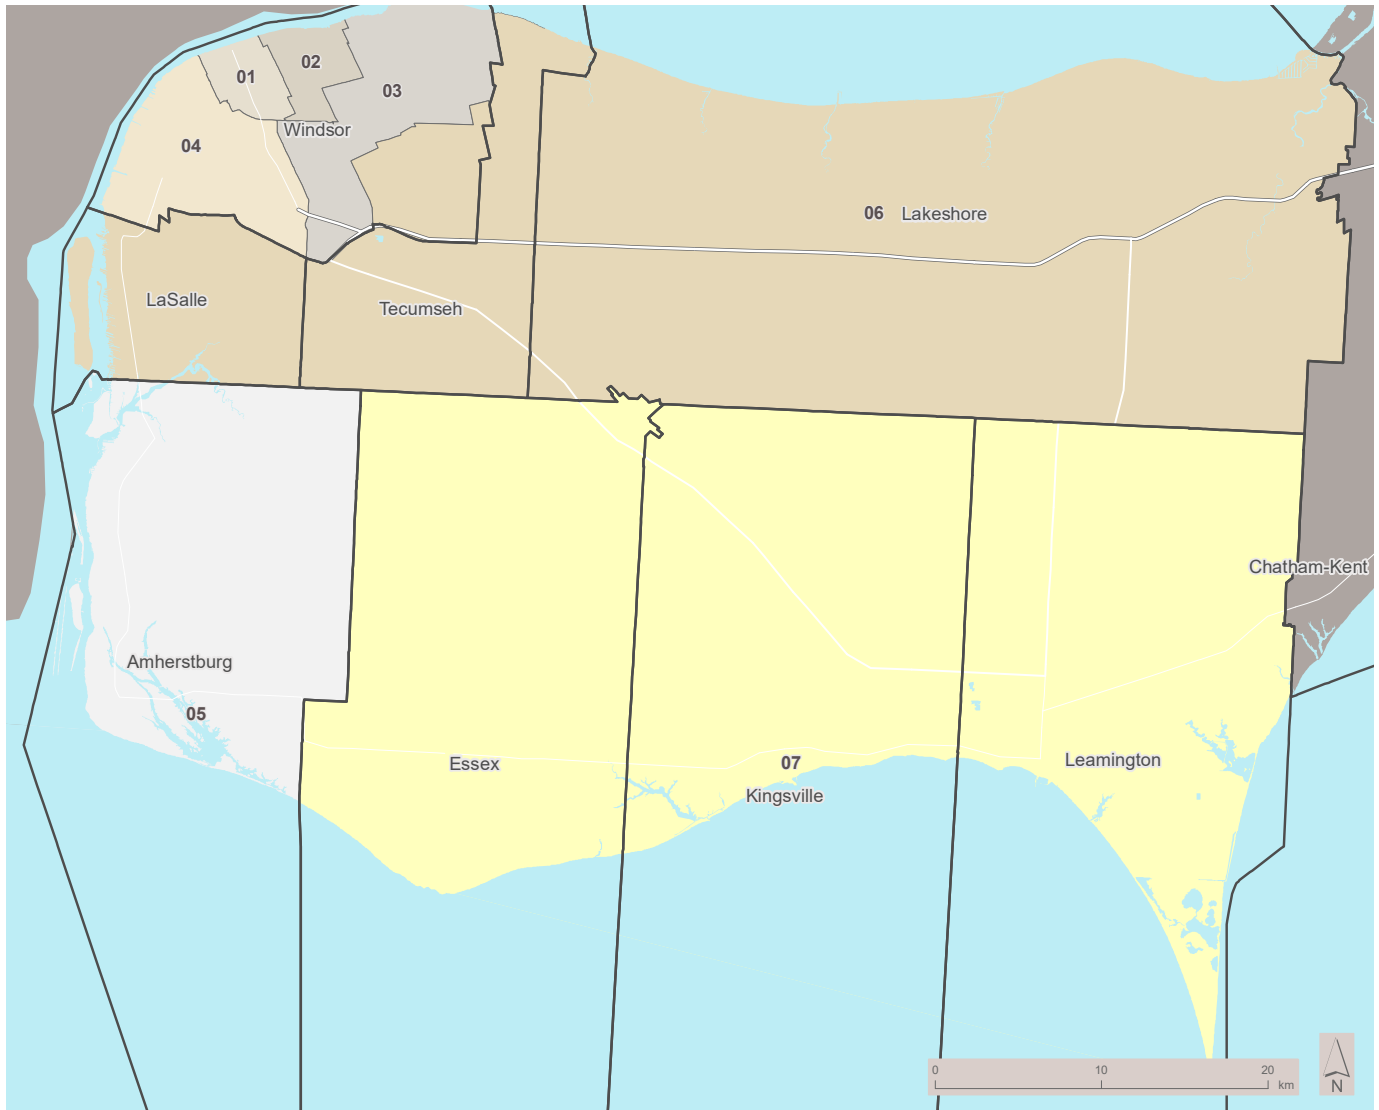 01
02
03
Windsor
04
06 Lakeshore
LaSalle
Tecumseh
Chatham-Kent
Amherstburg
05
Essex
07
Leamington
Kingsville
0 10 20
km
N